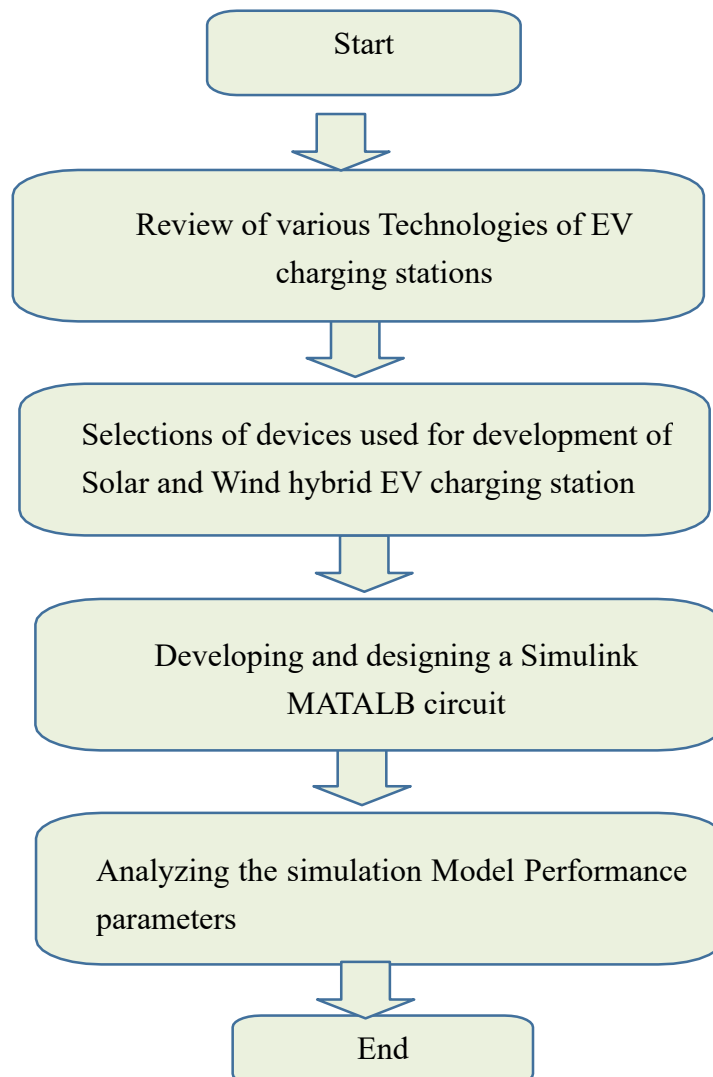 Start
Review of various Technologies of EV
charging stations
Selections of devices used for development of
Solar and Wind hybrid EV charging station
Developing and designing a Simulink
MATALB circuit
Analyzing the simulation Model Performance
parameters
End